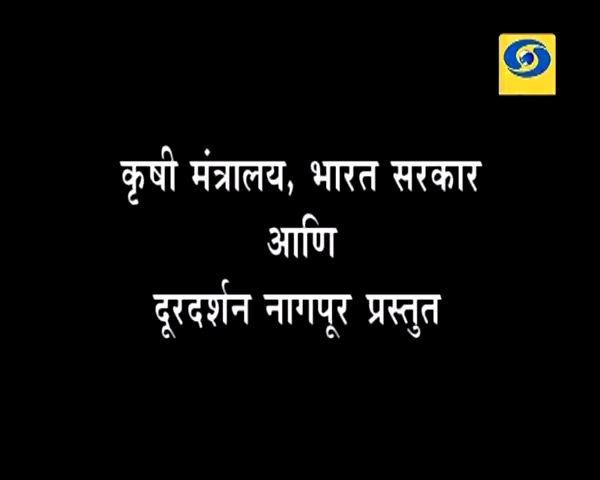 कृषी मंत्रालय, भारत सरकार
आणि
दूरदर्शन नागपूर प्रस्तुत